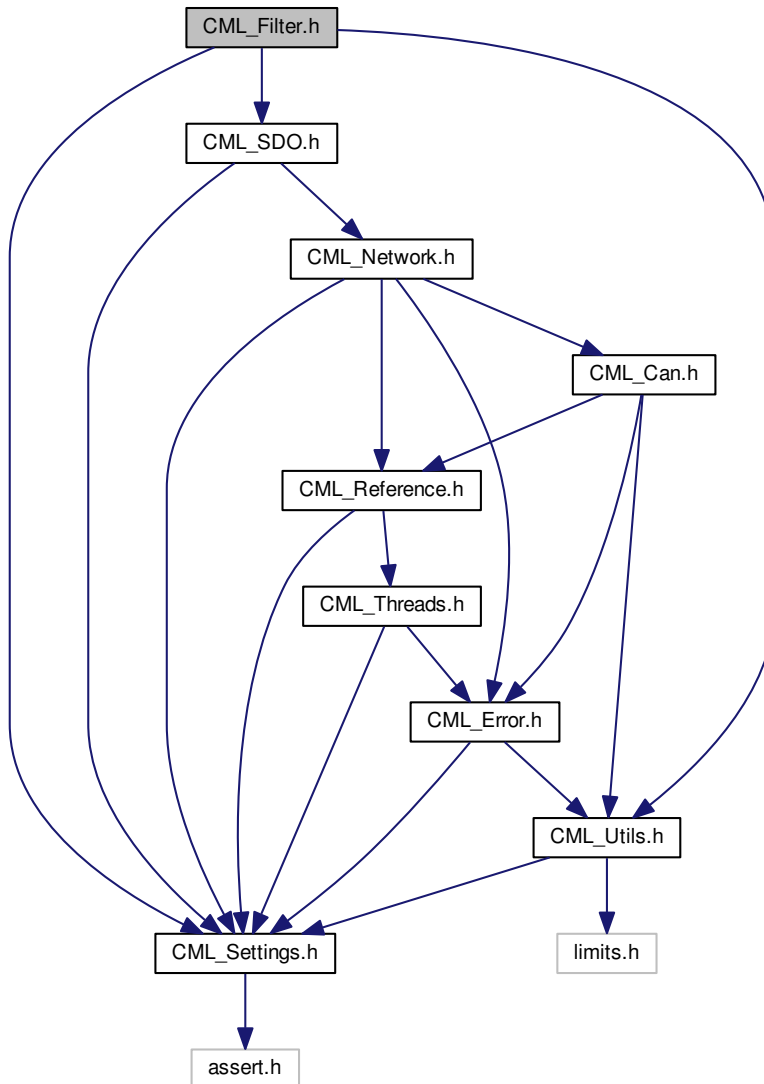 CML_Filter.h
CML_SDO.h
CML_Network.h
CML_Can.h
CML_Reference.h
CML_Threads.h
CML_Error.h
CML_Utils.h
CML_Settings.h
limits.h
assert.h